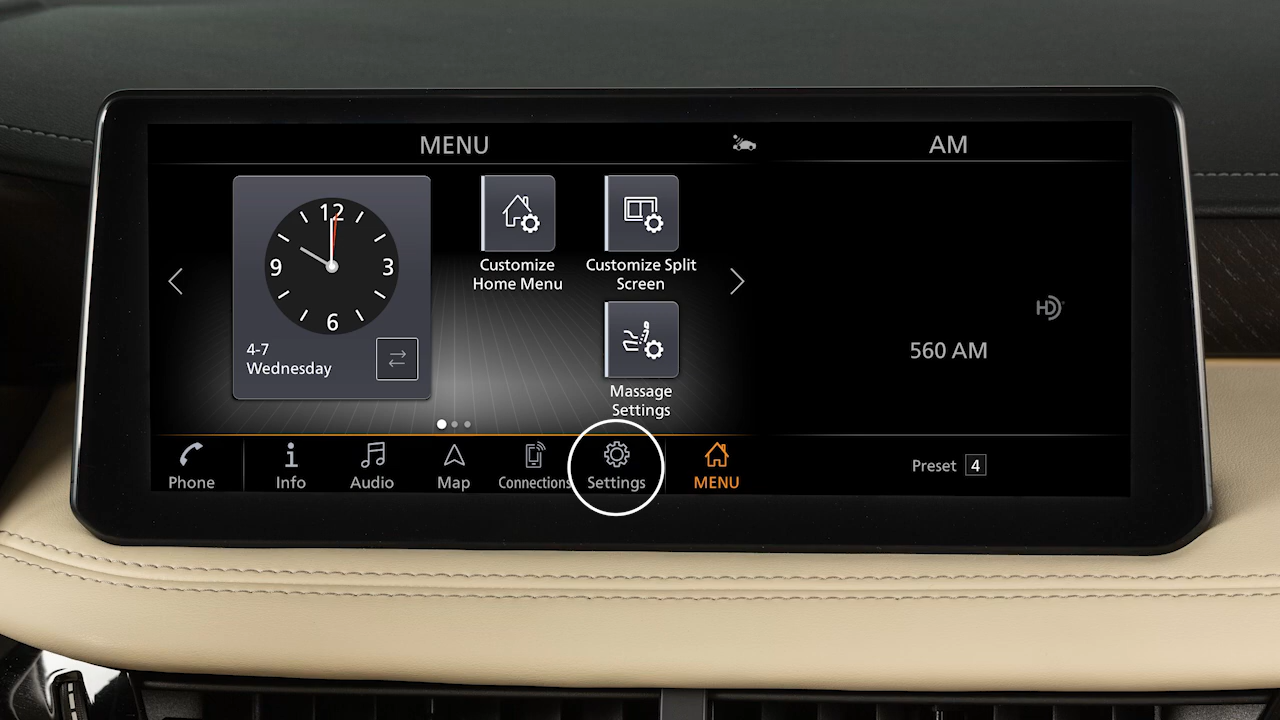 MENU
AM
12
9
3
6
4-7
Wednesday
Customize
Home Menu
Customize Split
Screen
Massage
Settings
HD
560 AM
Phone
Info
Audio
Map
Connections
Settings
MENU
Preset 4